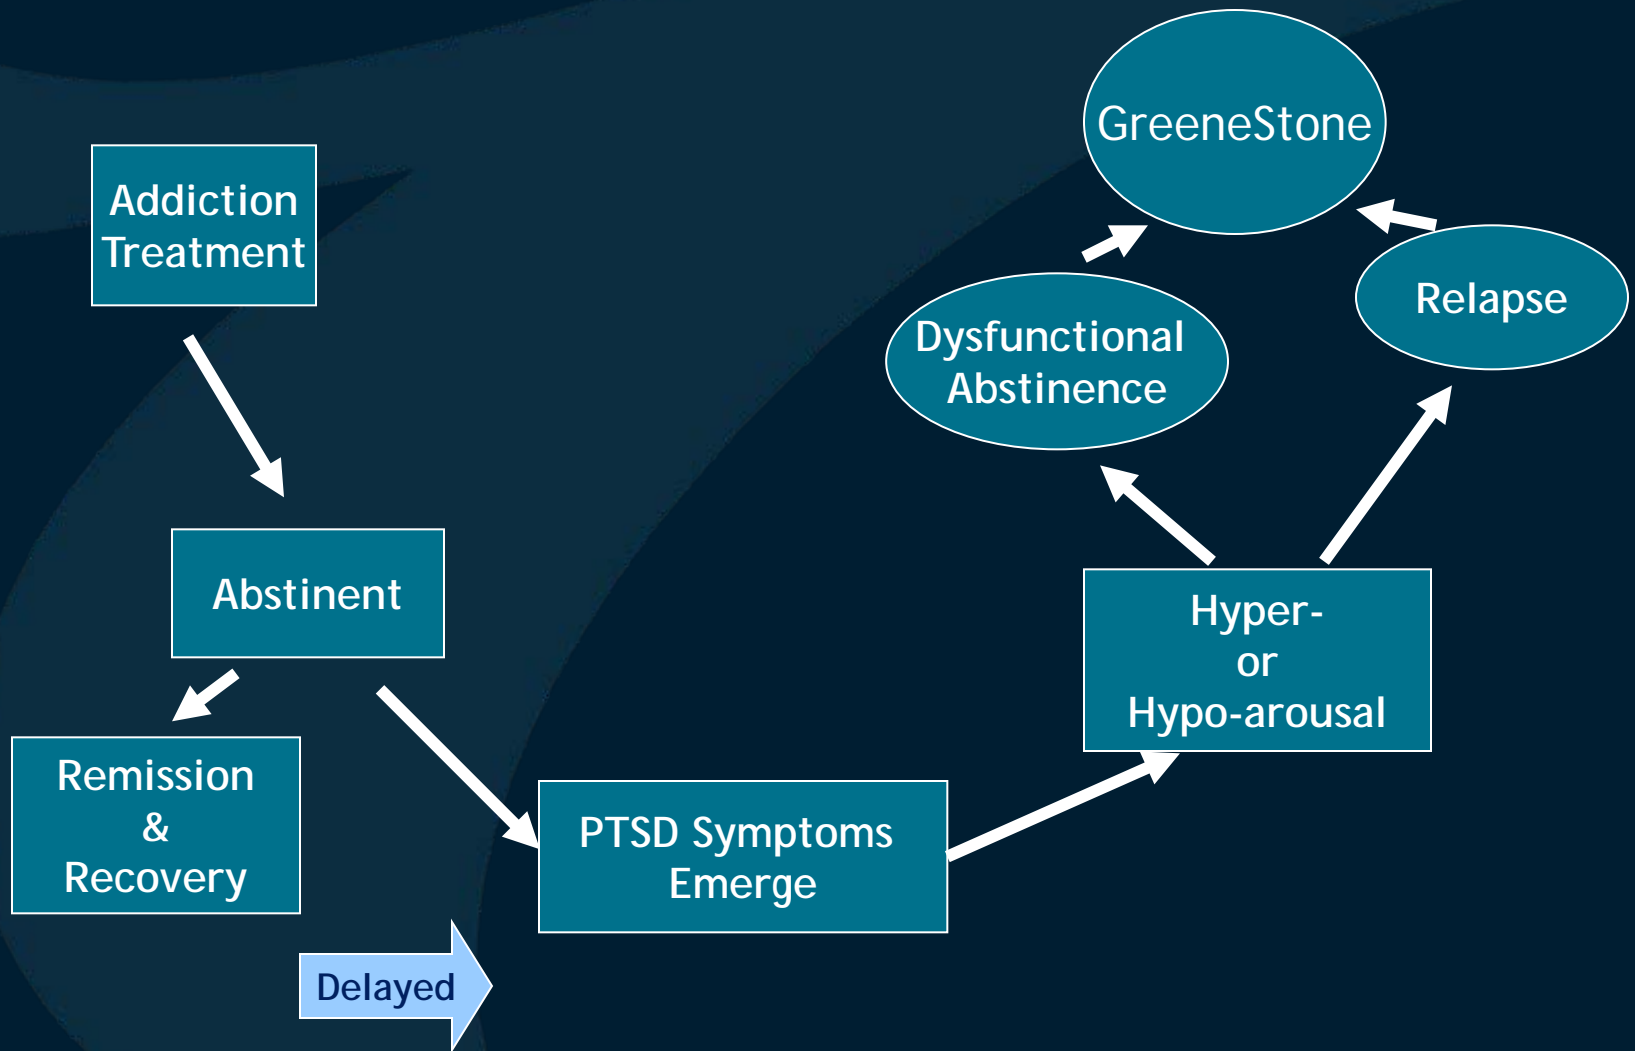 Addiction
Treatment
Abstinent
Remission
&
Recovery
Delayed
PTSD Symptoms
Emerge
Hyper-
or
Hypo-arousal
Dysfunctional
Abstinence
Relapse
GreeneStone